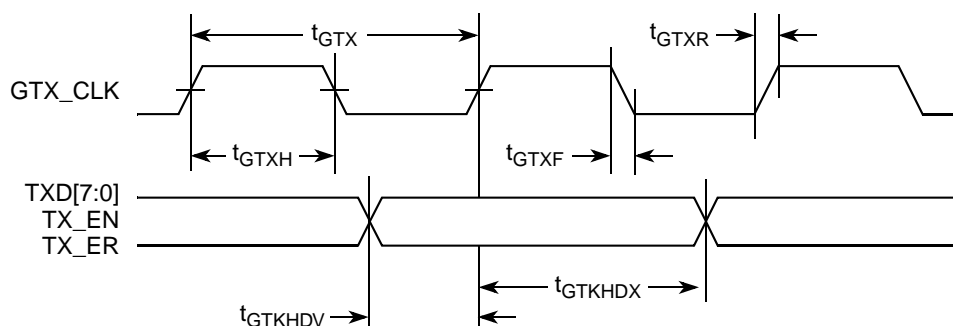 tGTX
tGTXR
GTX_CLK
tGTXH
tGTXF
TXD[7:0]
TX_EN
TX_ER
tGTKHDX
tGTKHDV